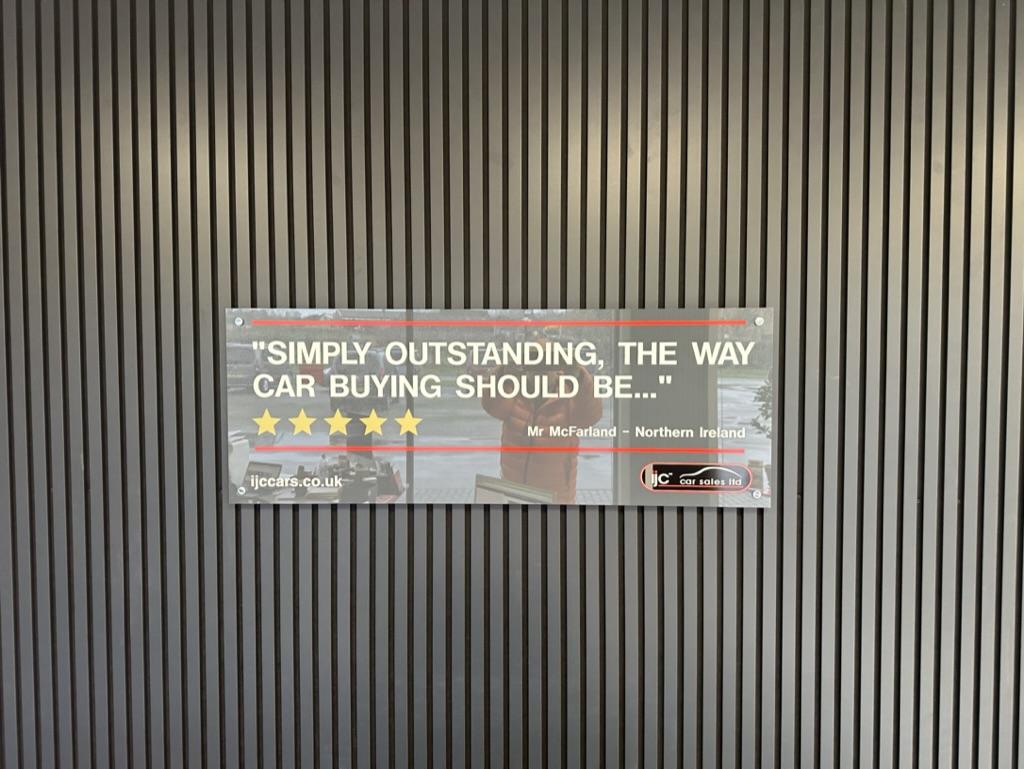 "SIMPLY OUTSTANDING, THE WAY
CAR BUYING SHOULD BE..."
Mr McFarland - Northern Ireland
ijccars.co.uk
ijc car sales ltd